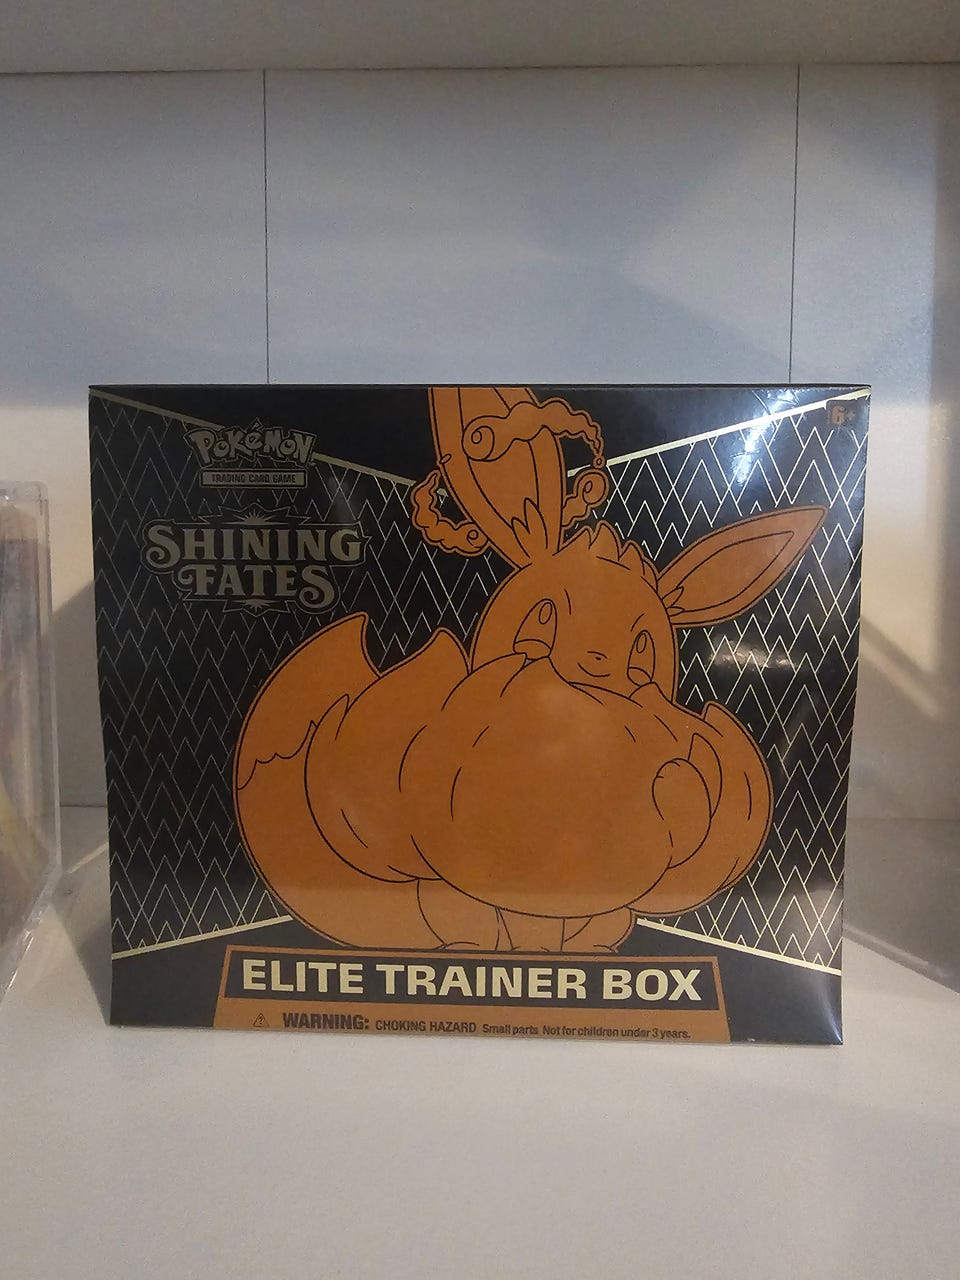 6+
POKéMON
TRADING CARD GAME
SHINING
FATES
ELITE TRAINER BOX
WARNING: CHOKING HAZARD Small parts Not for children under 3 years.